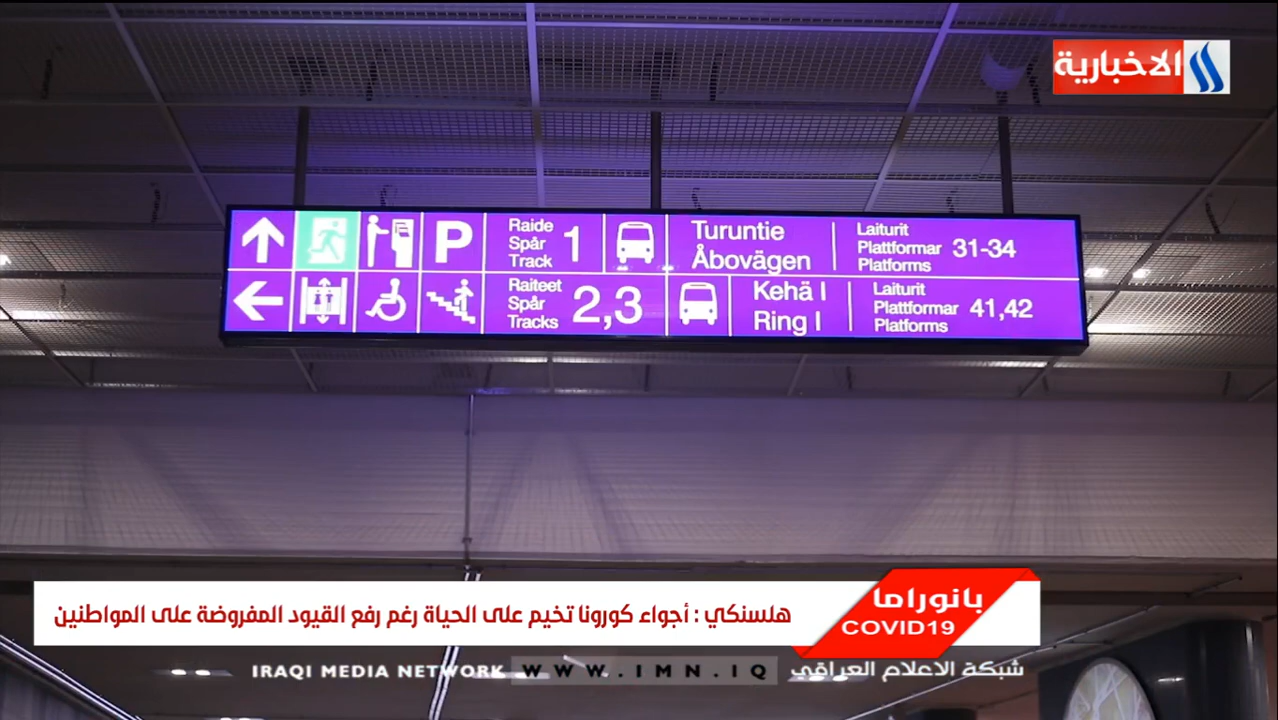 الاخبارية
P
Raide
Spår
Track
1
Turuntie
Åbovägen
Laiturit
Plattformar
Platforms
31-34
Raiteet
Spår
Tracks
2,3
Kehä I
Ring I
Laiturit
Plattformar
Platforms
41,42
بانوراما
COVID19
هلسنكي : أجواء كورونا تخيم على الحياة رغم رفع القيود المفروضة على المواطنين
IRAQI MEDIA NETWORK WWW.IMN.IQ شبكة الاعلام العراقي